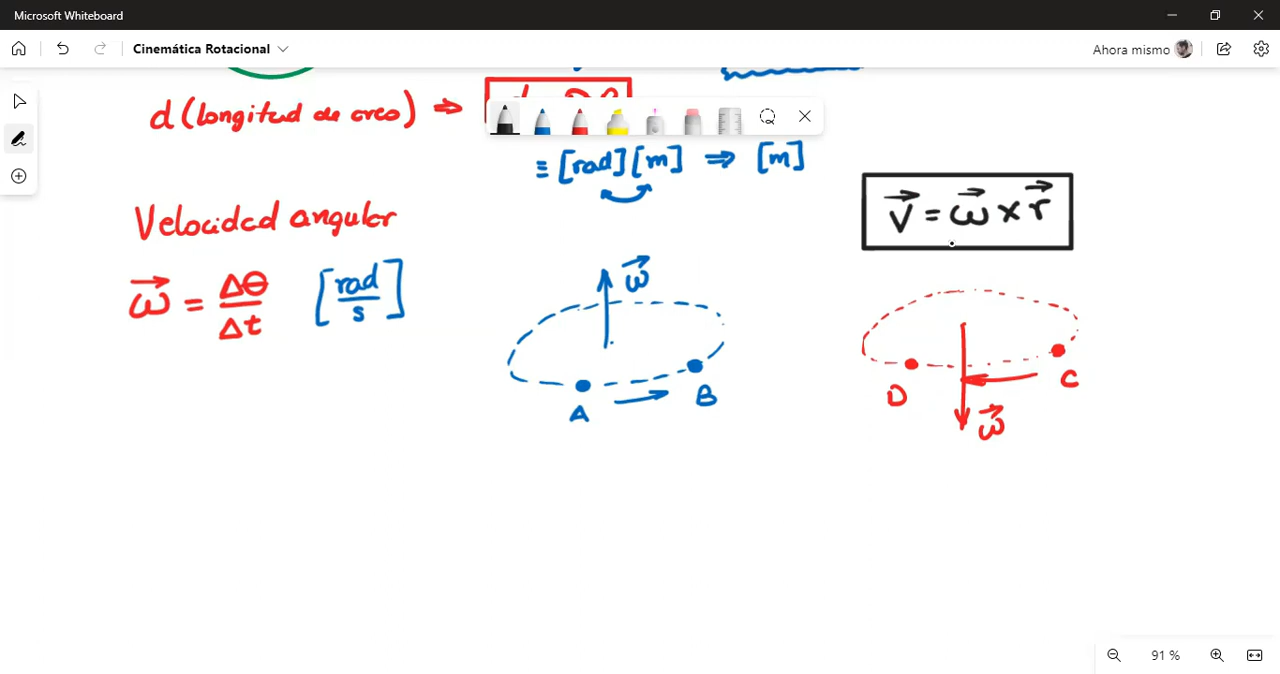 Microsoft Whiteboard
Cinemática Rotacional
Ahora mismo
d (longitud de arco) ⇒
≡ [rad][m] ⇒ [m]
V⃗ = ω⃗ × r⃗
Velocidad angular
ω⃗ = Δθ/Δt [rad/s]
ω⃗
A
B
D
C
ω⃗
91 %